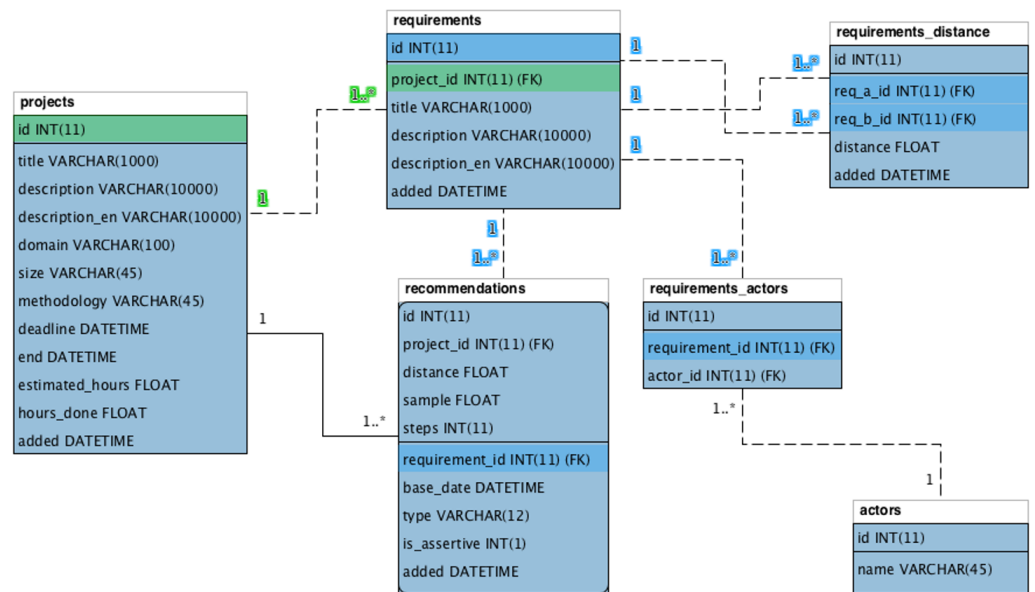 projects
id INT(11)
title VARCHAR(1000)
description VARCHAR(10000)
description_en VARCHAR(10000)
domain VARCHAR(100)
size VARCHAR(45)
methodology VARCHAR(45)
deadline DATETIME
end DATETIME
estimated_hours FLOAT
hours_done FLOAT
added DATETIME
1
1..*
1
1..*
requirements
id INT(11)
project_id INT(11) (FK)
title VARCHAR(1000)
description VARCHAR(10000)
description_en VARCHAR(10000)
added DATETIME
1
1..*
1
1..*
1
1..*
1
1..*
requirements_distance
id INT(11)
req_a_id INT(11) (FK)
req_b_id INT(11) (FK)
distance FLOAT
added DATETIME
recommendations
id INT(11)
project_id INT(11) (FK)
distance FLOAT
sample FLOAT
steps INT(11)
requirement_id INT(11) (FK)
base_date DATETIME
type VARCHAR(12)
is_assertive INT(1)
added DATETIME
requirements_actors
id INT(11)
requirement_id INT(11) (FK)
actor_id INT(11) (FK)
1..*
1
actors
id INT(11)
name VARCHAR(45)